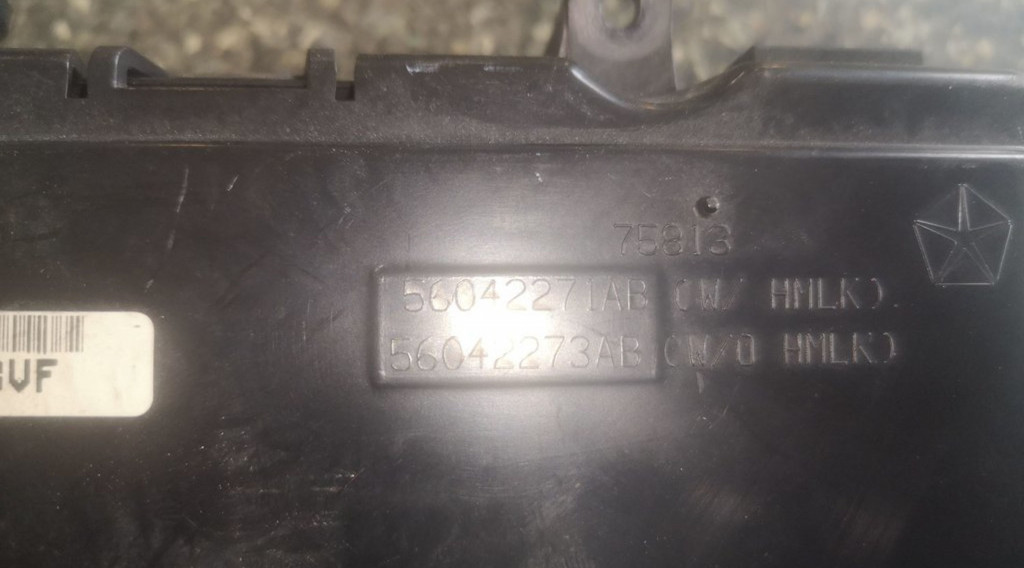 75813
56042271AB (W/ HMLK)
56042273AB (W/O HMLK)
VF